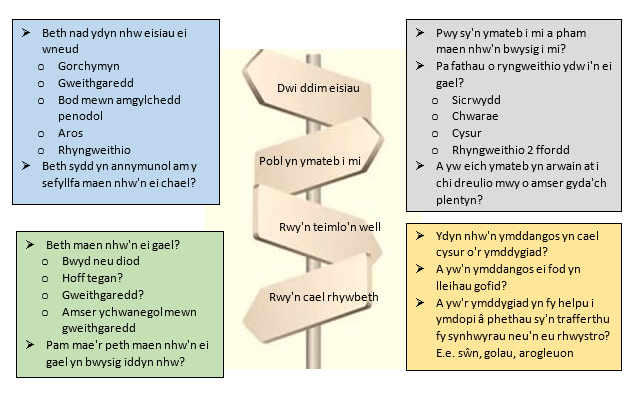 ➢ Beth nad ydyn nhw eisiau ei
wneud
o Gorchymyn
o Gweithgaredd
o Bod mewn amgylchedd
penodol
o Aros
o Rhyngweithio
➢ Beth sydd yn annymunol am y
sefyllfa maen nhw'n ei chael?
➢ Pwy sy'n ymateb i mi a pham
maen nhw'n bwysig i mi?
➢ Pa fathau o ryngweithio ydw i'n ei
gael?
o Sicrwydd
o Chwarae
o Cysur
o Rhyngweithio 2 ffordd
➢ A yw eich ymateb yn arwain at i
chi dreulio mwy o amser gyda'ch
plentyn?
Dwi ddim eisiau
Pobl yn ymateb i mi
Rwy'n teimlo'n well
Rwy'n cael rhywbeth
➢ Beth maen nhw'n ei gael?
o Bwyd neu diod
o Hoff tegan?
o Gweithgaredd?
o Amser ychwanegol mewn
gweithgaredd
➢ Pam mae'r peth maen nhw'n ei
gael yn bwysig iddyn nhw?
➢ Ydyn nhw'n ymddangos yn cael
cysur o'r ymddygiad?
➢ A yw'n ymddangos ei fod yn
lleihau gofid?
➢ A yw'r ymddygiad yn fy helpu i
ymdopi â phethau sy'n trafferthu
fy synhwyrau neu'n eu rhwystro?
E.e. sŵn, golau, arogleuon